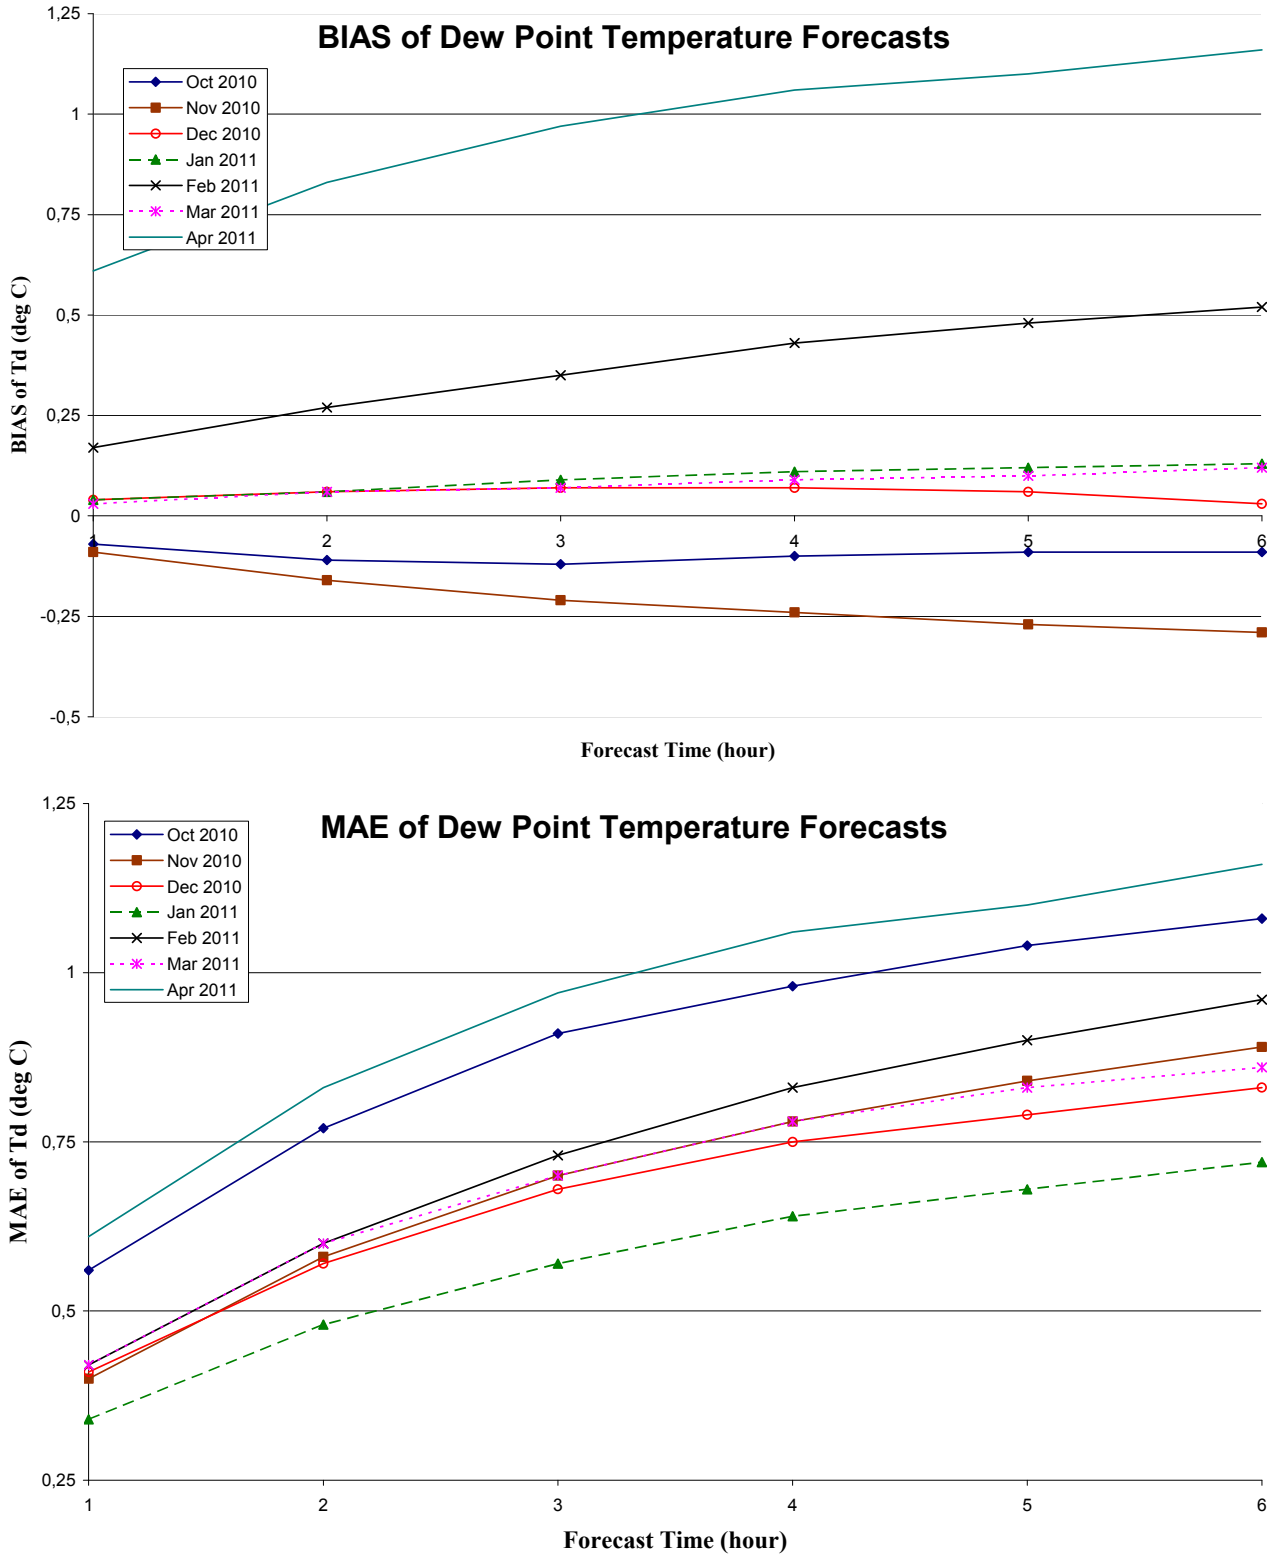 BIAS of Dew Point Temperature Forecasts
1,25
1
0,75
0,5
0,25
0
-0,25
-0,5
BIAS of Td (deg C)
Oct 2010
Nov 2010
Dec 2010
Jan 2011
Feb 2011
Mar 2011
Apr 2011
1 2 3 4 5 6
Forecast Time (hour)
MAE of Dew Point Temperature Forecasts
1,25
1
0,75
0,5
0,25
MAE of Td (deg C)
Oct 2010
Nov 2010
Dec 2010
Jan 2011
Feb 2011
Mar 2011
Apr 2011
1 2 3 4 5 6
Forecast Time (hour)